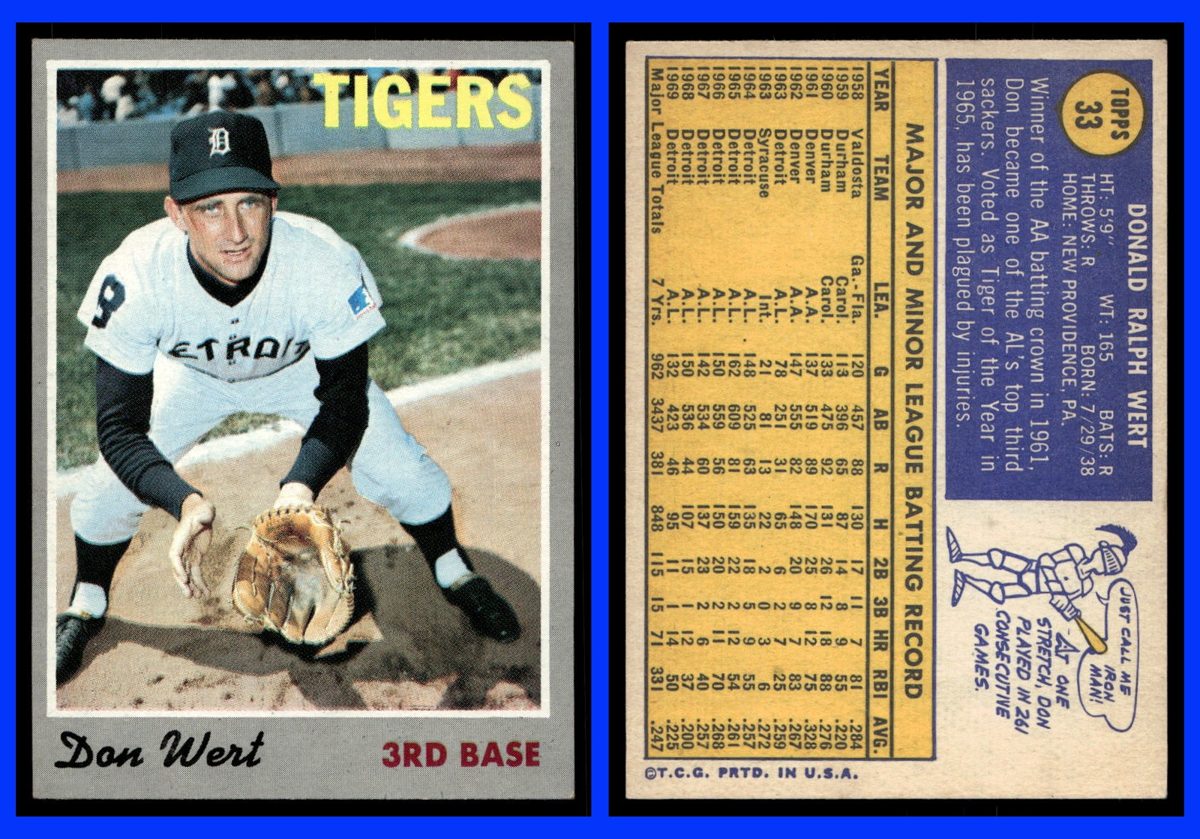 TIGERS
D
9
DETROIT
Don Wert
3RD BASE
TOPPS
33
DONALD RALPH WERT
HT: 5'9" WT: 165 BATS: R
THROWS: R BORN: 7/29/38
HOME: NEW PROVIDENCE, PA.
Winner of the AA batting crown in 1961,
Don became one of the AL's top third
sackers. Voted as Tiger of the Year in
1965, has been plagued by injuries.
JUST CALL ME
IRON
MAN!
AT ONE
STRETCH, DON
PLAYED IN 261
CONSECUTIVE
GAMES.
MAJOR AND MINOR LEAGUE BATTING RECORD
YEAR TEAM LEA. G AB R H 2B 3B HR RBI AVG.
1958 Valdosta Ga.-Fla. 120 457 88 130 17 11 7 81 .284
1959 Durham Carol. 113 396 65 87 14 8 9 55 .220
1960 Durham Carol. 133 475 92 131 26 12 18 88 .276
1961 Denver A.A. 137 519 89 170 25 7 75 .328
1962 Denver A.A. 147 555 82 148 20 12 83 .267
1963 Detroit A.L. 78 251 31 65 6 2 7 25 .259
1963 Syracuse Int. 21 81 13 22 2 0 3 6 .272
1964 Detroit A.L. 148 525 63 135 18 5 9 55 .257
1965 Detroit A.L. 162 609 81 159 22 2 12 54 .261
1966 Detroit A.L. 150 559 56 150 20 2 11 70 .268
1967 Detroit A.L. 142 534 60 137 23 2 6 40 .257
1968 Detroit A.L. 150 536 44 107 15 1 12 37 .200
1969 Detroit A.L. 132 423 46 95 11 1 14 50 .225
Major League Totals 7 Yrs. 962 3437 381 848 115 15 71 331 .247
©T.C.G. PRTD. IN U.S.A.